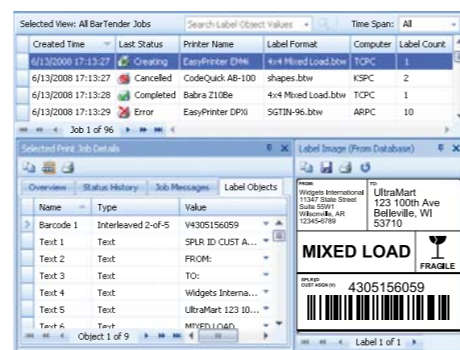 Selected View: All BarTender Jobs Search Label Object Values Time Span: All
Created Time Last Status Printer Name Label Format Computer Label Count
6/13/2008 17:13:27 Creating EasyPrinter EM4i 4x4 Mixed Load.btw TCPC 1
6/13/2008 17:13:27 Cancelled CodeQuick AB-100 shapes.btw KSPC 2
6/13/2008 17:13:28 Completed Babra Z10Be 4x4 Mixed Load.btw TCPC 1
6/13/2008 17:13:29 Error EasyPrinter DPXi SGTIN-96.btw ARPC 10
Job 1 of 96
Selected Print Job Details
Overview Status History Job Messages Label Objects
Name Type Value
Barcode 1 Interleaved 2-of-5 V4305156059
Text 1 Text SPLR ID CUST A...
Text 2 Text FROM:
Text 3 Text TO:
Text 4 Text Widgets Interna...
Text 5 Text UltraMart 123 10...
Text 6 Text MIXED LOAD
Object 1 of 9
Label Image (From Database)
FROM:
Widgets International
11347 State Street
Suite 55W1
Wilsonville, AR
12345-6789
TO:
UltraMart
123 100th Ave
Belleville, WI
53710
MIXED LOAD
FRAGILE
SPLR ID
CUST ASGN (V) 4305156059
Label 1 of 1